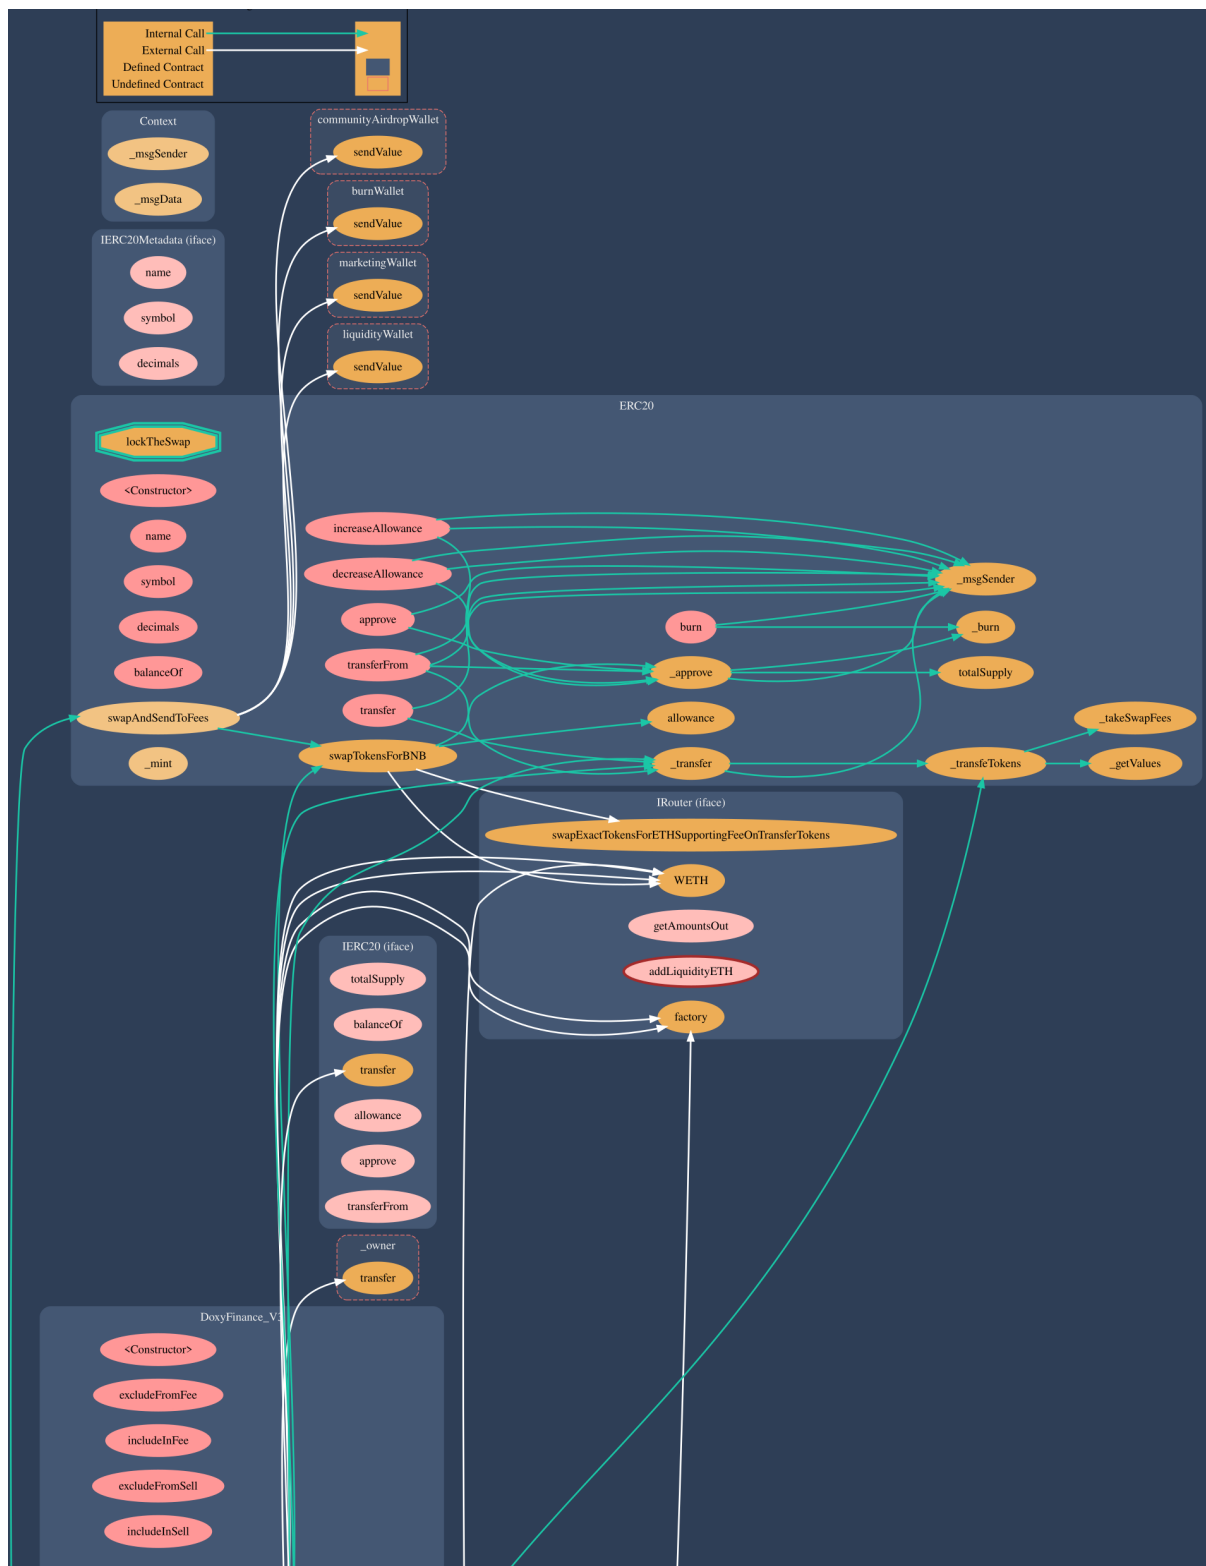 Internal Call
External Call
Defined Contract
Undefined Contract
Context
_msgSender
_msgData
IERC20Metadata (iface)
name
symbol
decimals
communityAirdropWallet
sendValue
burnWallet
sendValue
marketingWallet
sendValue
liquidityWallet
sendValue
ERC20
lockTheSwap
<Constructor>
name
symbol
decimals
balanceOf
swapAndSendToFees
_mint
increaseAllowance
decreaseAllowance
approve
transferFrom
transfer
swapTokensForBNB
burn
_approve
allowance
_transfer
_msgSender
_burn
totalSupply
_transfeTokens
_takeSwapFees
_getValues
IRouter (iface)
swapExactTokensForETHSupportingFeeOnTransferTokens
WETH
getAmountsOut
addLiquidityETH
factory
IERC20 (iface)
totalSupply
balanceOf
transfer
allowance
approve
transferFrom
_owner
transfer
DoxyFinance_V3
<Constructor>
excludeFromFee
includeInFee
excludeFromSell
includeInSell